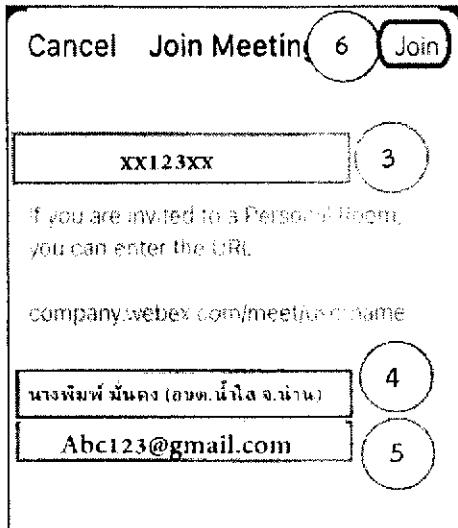 Cancel Join Meeting 6 Join
xx123xx 3
If you are invited to a Personal Room,
you can enter the URL
company.webex.com/meet/username
นางพิมพ์ มั่นคง (อบต.น้ำใส จ.น่าน) 4
Abc123@gmail.com 5